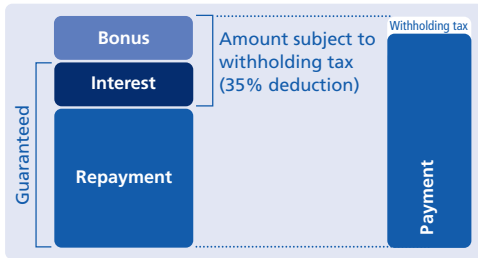 Bonus
Interest
Repayment
Guaranteed
Amount subject to
withholding tax
(35% deduction)
Withholding tax
Payment